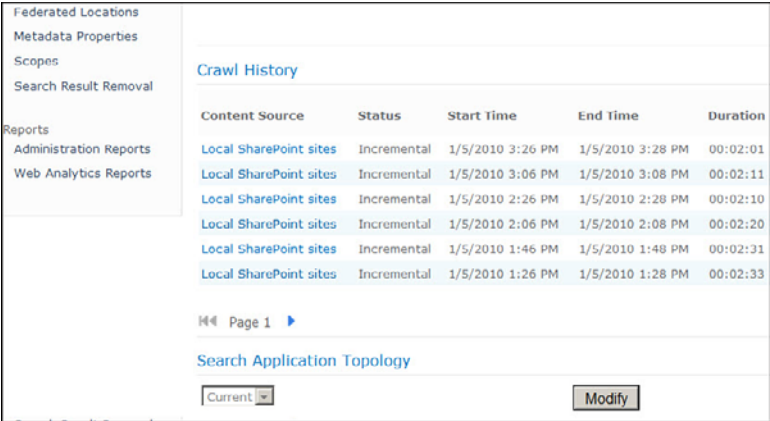 Federated Locations
Metadata Properties
Scopes
Search Result Removal
Reports
Administration Reports
Web Analytics Reports
Crawl History
Content Source Status Start Time End Time Duration
Local SharePoint sites Incremental 1/5/2010 3:26 PM 1/5/2010 3:28 PM 00:02:01
Local SharePoint sites Incremental 1/5/2010 3:06 PM 1/5/2010 3:08 PM 00:02:11
Local SharePoint sites Incremental 1/5/2010 2:26 PM 1/5/2010 2:28 PM 00:02:10
Local SharePoint sites Incremental 1/5/2010 2:06 PM 1/5/2010 2:08 PM 00:02:20
Local SharePoint sites Incremental 1/5/2010 1:46 PM 1/5/2010 1:48 PM 00:02:31
Local SharePoint sites Incremental 1/5/2010 1:26 PM 1/5/2010 1:28 PM 00:02:33
Page 1
Search Application Topology
Current Modify